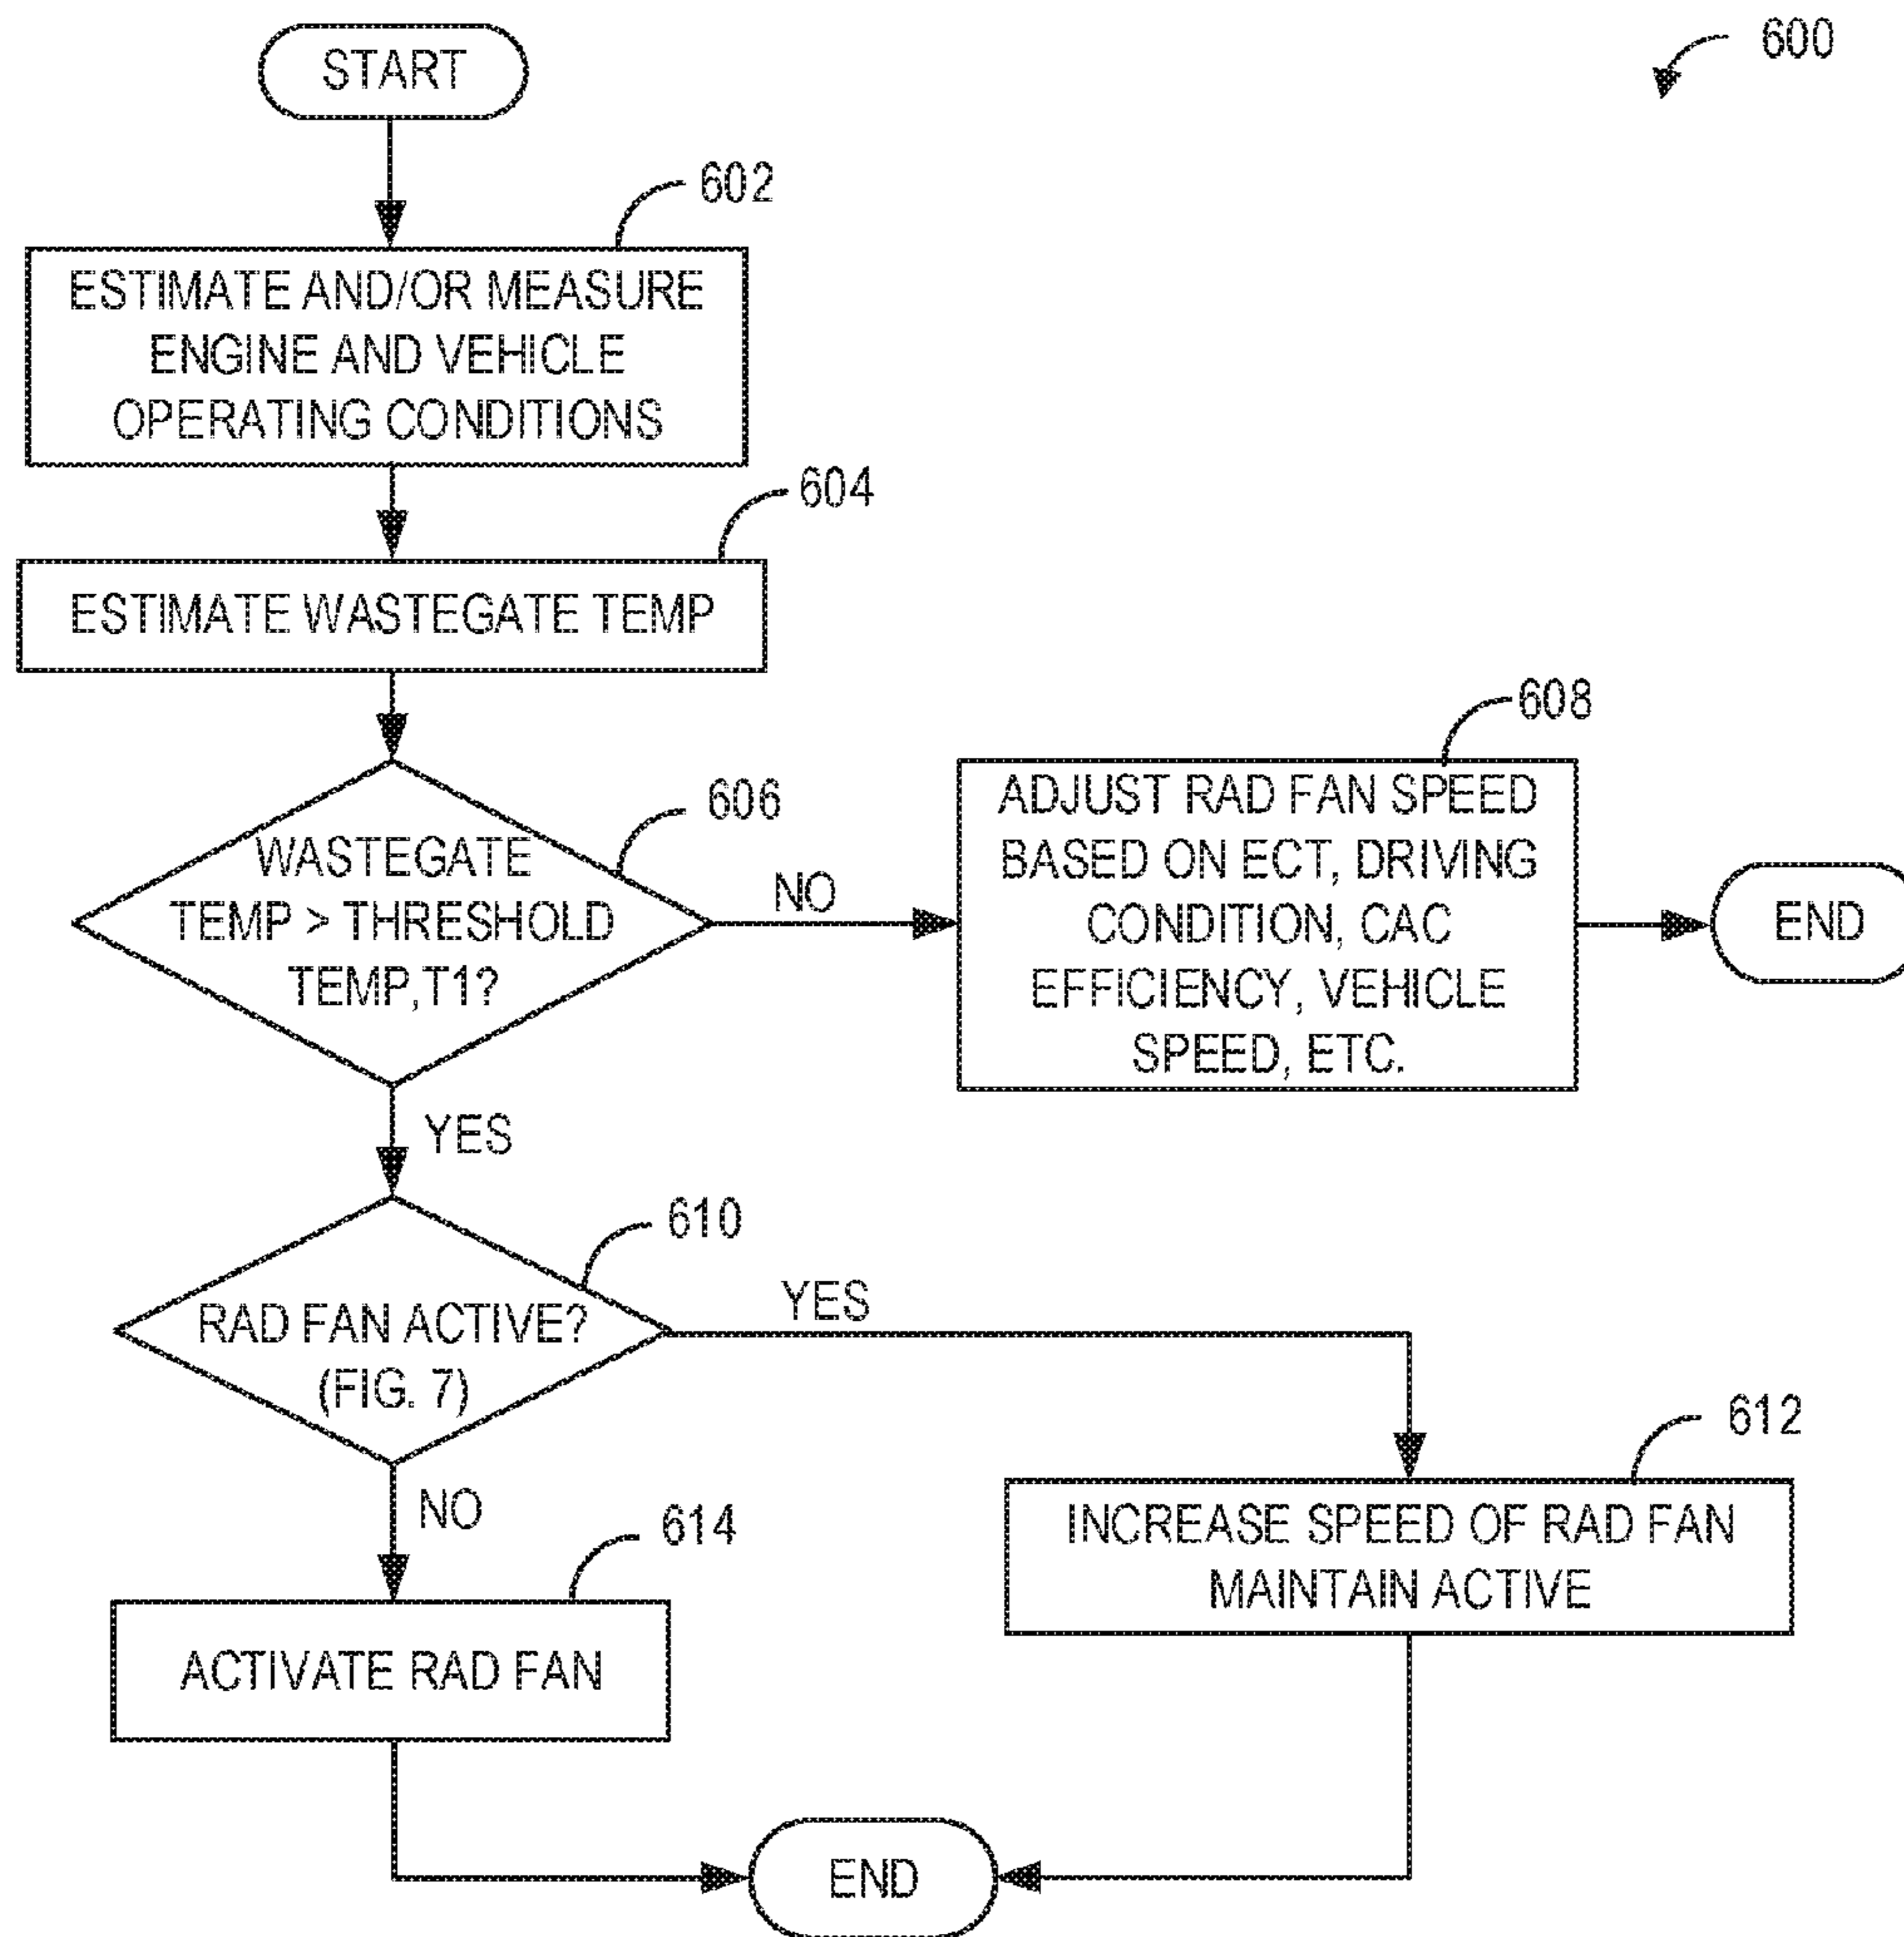 START
600
602
ESTIMATE AND/OR MEASURE
ENGINE AND VEHICLE
OPERATING CONDITIONS
604
ESTIMATE WASTEGATE TEMP
606
WASTEGATE
TEMP > THRESHOLD
TEMP,T1?
NO
608
ADJUST RAD FAN SPEED
BASED ON ECT, DRIVING
CONDITION, CAC
EFFICIENCY, VEHICLE
SPEED, ETC.
END
YES
610
RAD FAN ACTIVE?
(FIG. 7)
YES
612
INCREASE SPEED OF RAD FAN
MAINTAIN ACTIVE
NO
614
ACTIVATE RAD FAN
END